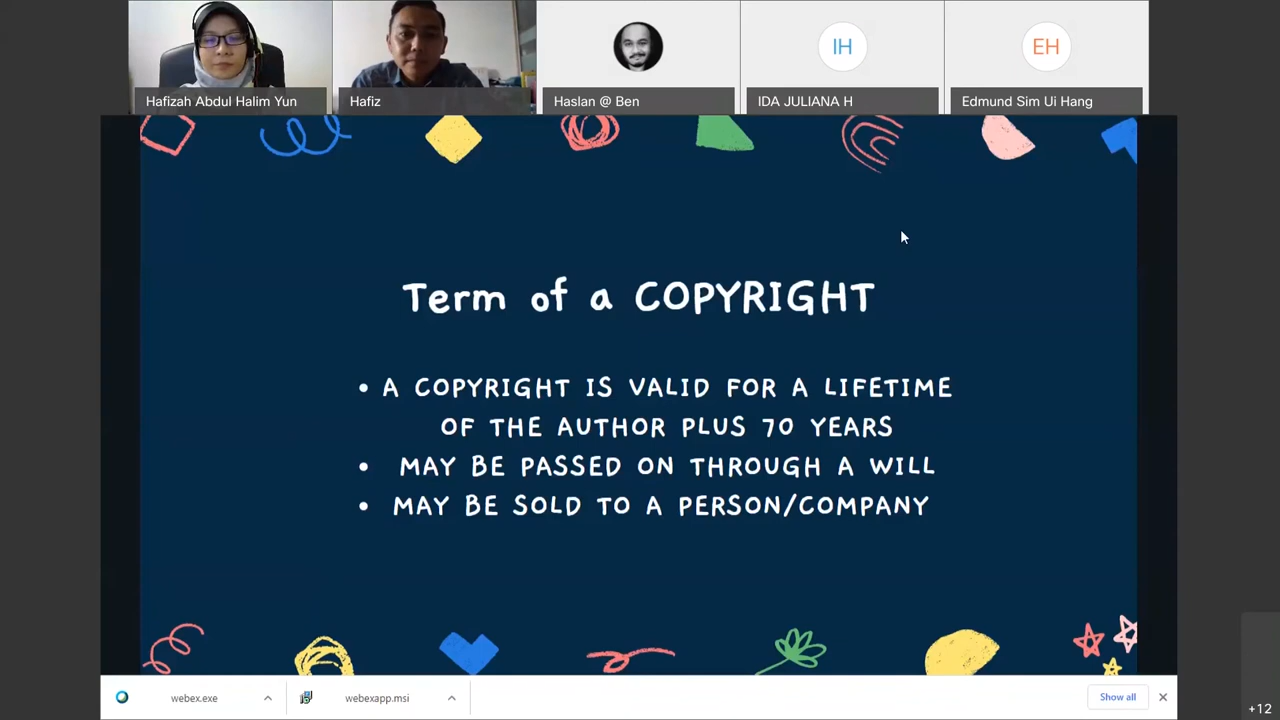 Hafizah Abdul Halim Yun
Hafiz
Haslan @ Ben
IH
IDA JULIANA H
EH
Edmund Sim Ui Hang
Term of a COPYRIGHT
• A COPYRIGHT IS VALID FOR A LIFETIME
OF THE AUTHOR PLUS 70 YEARS
• MAY BE PASSED ON THROUGH A WILL
• MAY BE SOLD TO A PERSON/COMPANY
webex.exe
webexapp.msi
Show all
+12